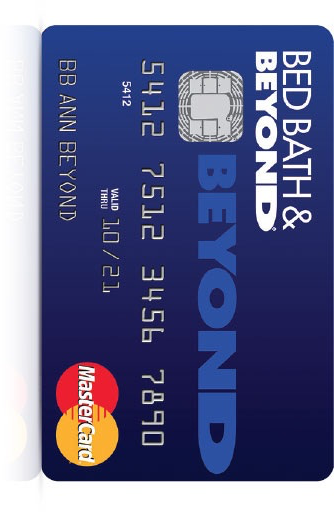 BED BATH &
BEYOND®
BEYOND
5412 7512 3456 7890
5412
VALID
THRU 10/21
BB ANN BEYOND
MasterCard